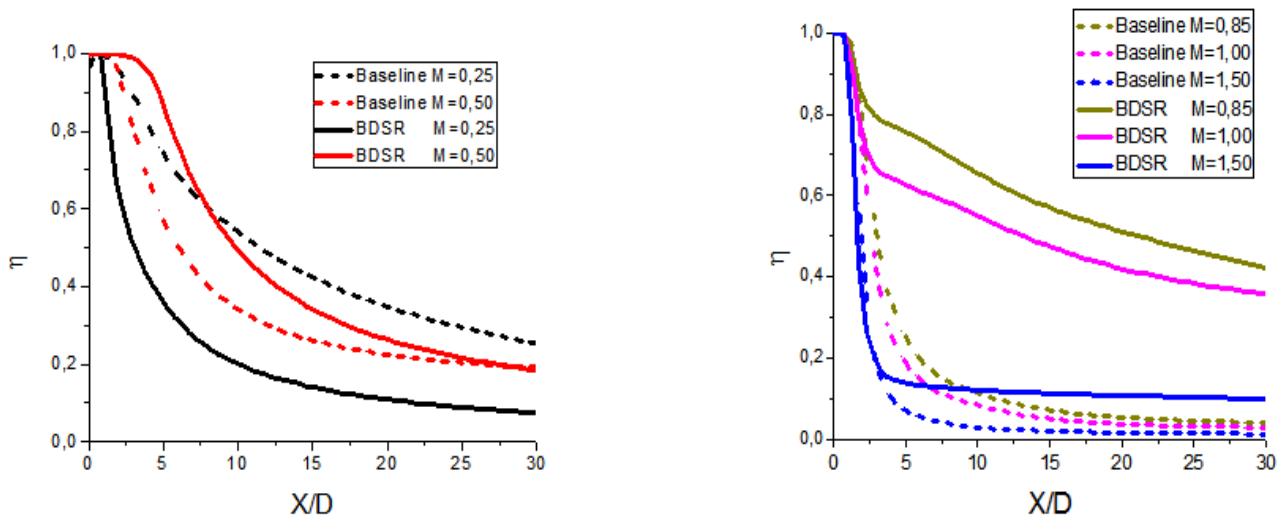 1,0
0,8
0,6
0,4
0,2
0,0
η
0 5 10 15 20 25 30
X/D
Baseline M=0,25
Baseline M=0,50
BDSR M=0,25
BDSR M=0,50
1,0
0,8
0,6
0,4
0,2
0,0
η
0 5 10 15 20 25 30
X/D
Baseline M=0,85
Baseline M=1,00
Baseline M=1,50
BDSR M=0,85
BDSR M=1,00
BDSR M=1,50